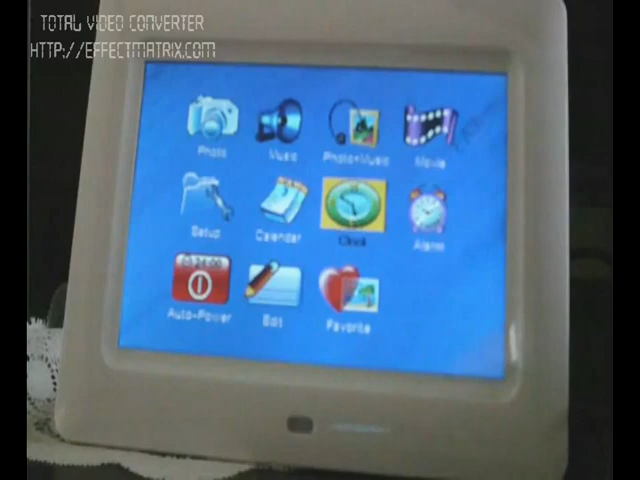 TOTAL VIDEO CONVERTER
HTTP://EFFECTMATRIX.COM
Photo Music Photo+Music Movie
Setup Calendar Clock Alarm
Auto-Power Edit Favorite